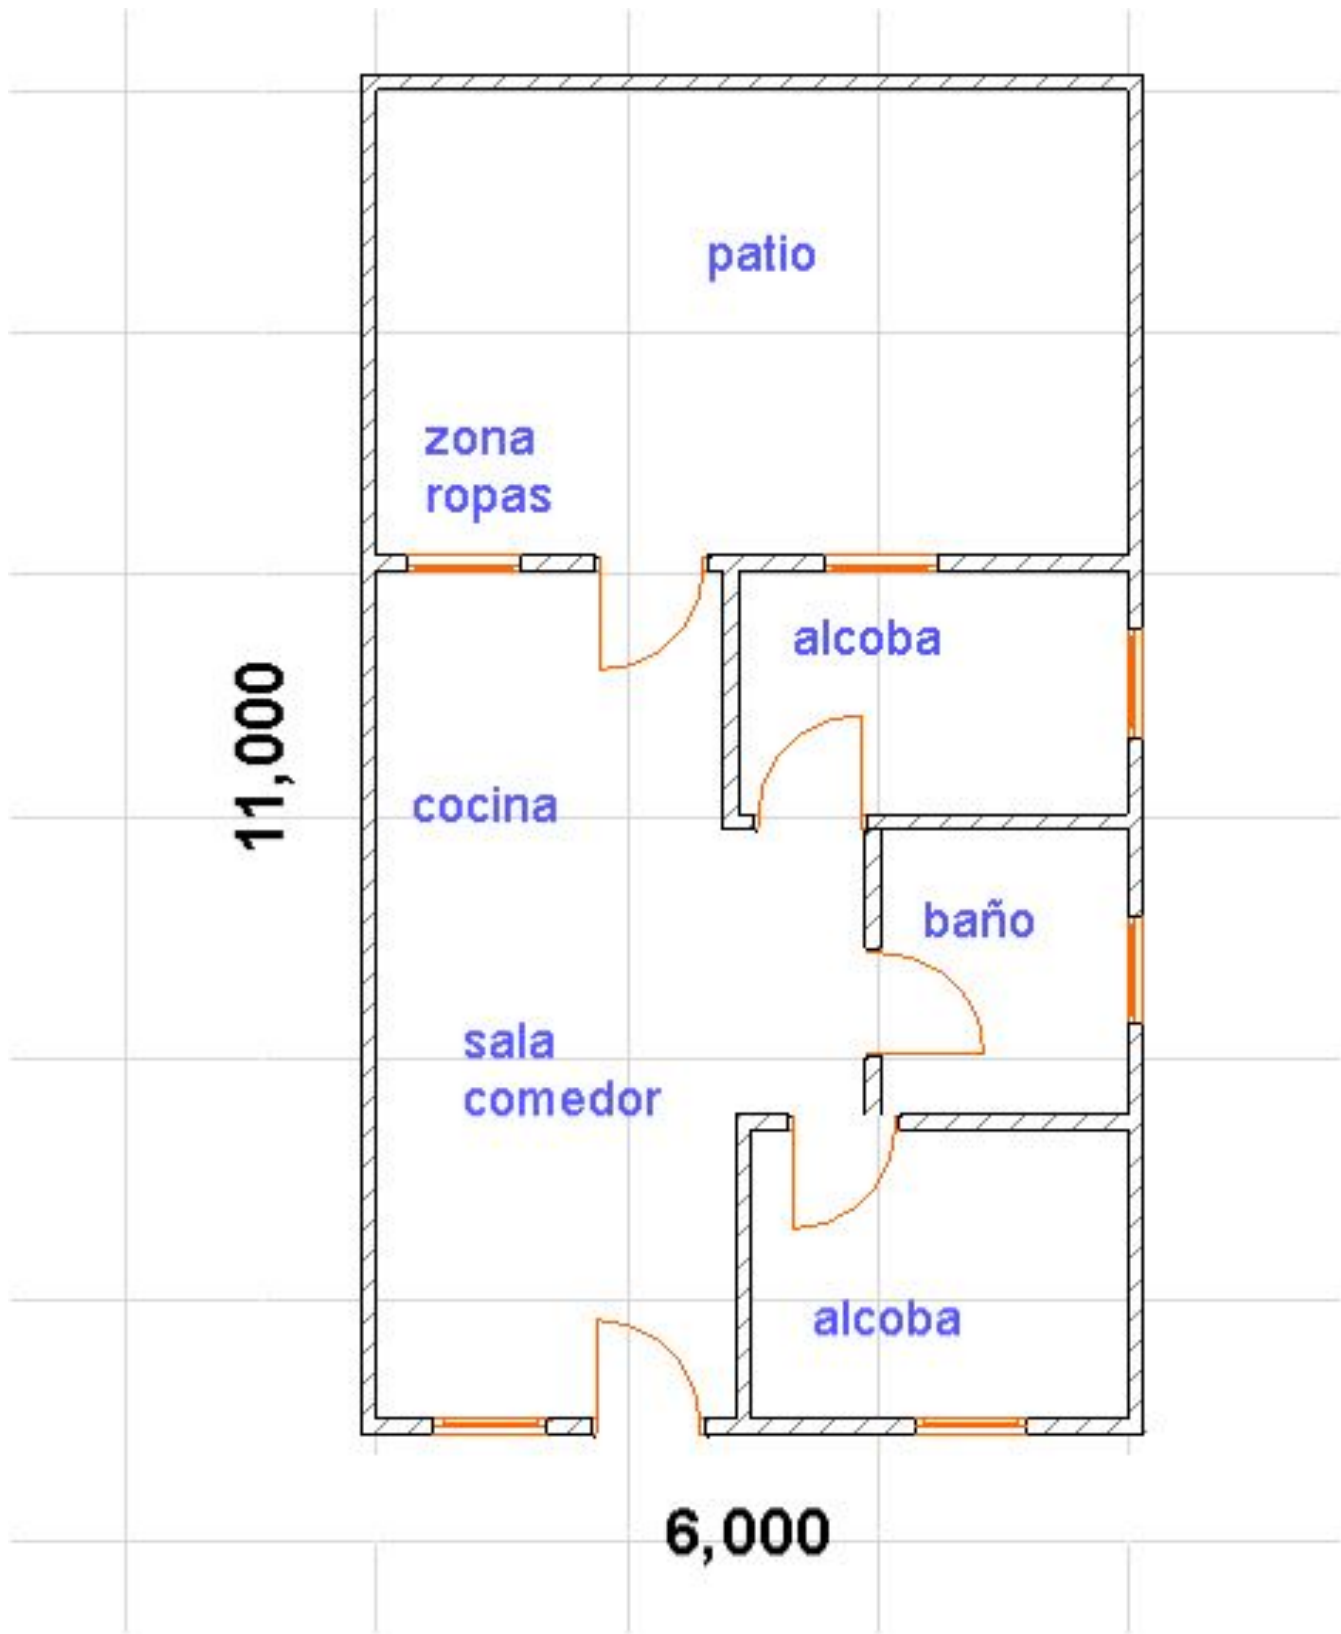 patio
zona
ropas
alcoba
11,000
cocina
baño
sala
comedor
alcoba
6,000